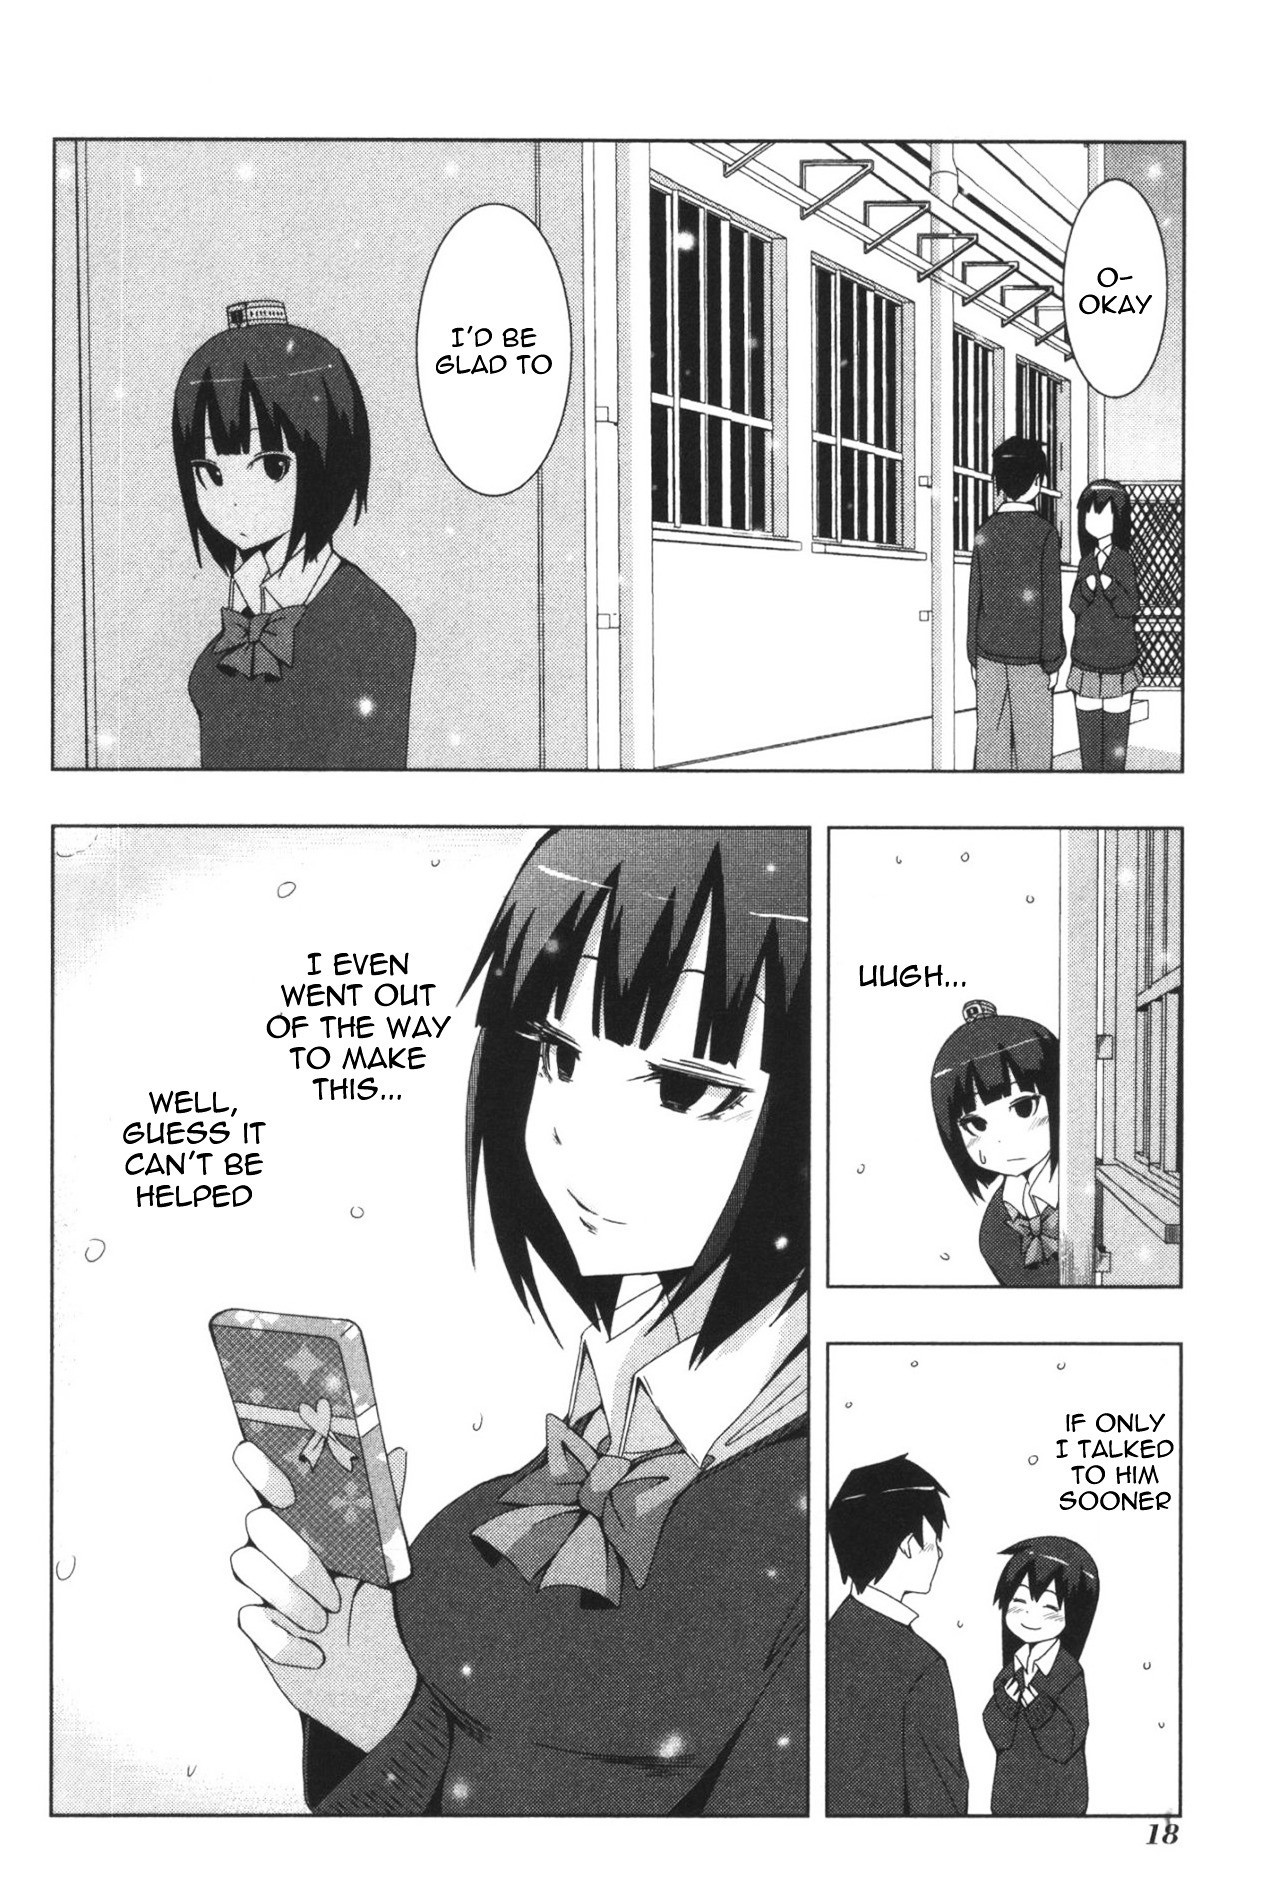 O-
OKAY
I'D BE
GLAD TO
UUGH...
IF ONLY
I TALKED
TO HIM
SOONER
I EVEN
WENT OUT
OF THE WAY
TO MAKE
THIS...
WELL,
GUESS IT
CAN'T BE
HELPED
18